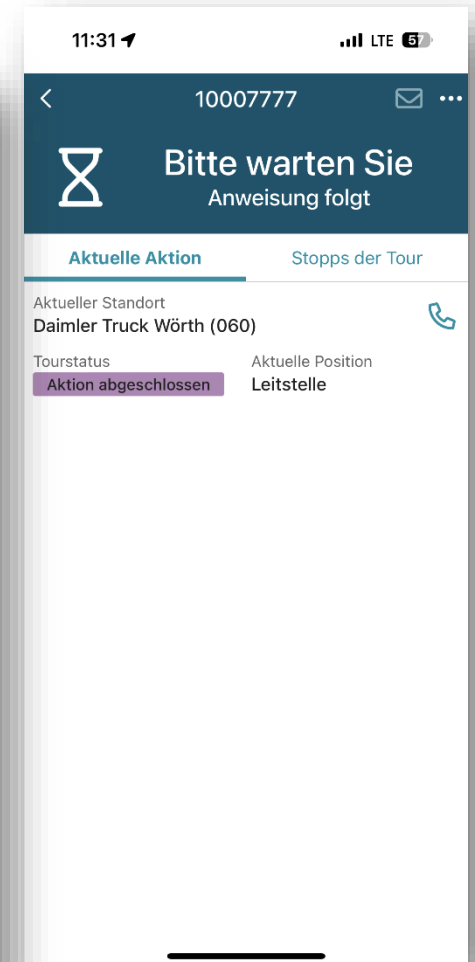 11:31
LTE 57
10007777
Bitte warten Sie
Anweisung folgt
Aktuelle Aktion Stopps der Tour
Aktueller Standort
Daimler Truck Wörth (060)
Tourstatus Aktuelle Position
Aktion abgeschlossen Leitstelle